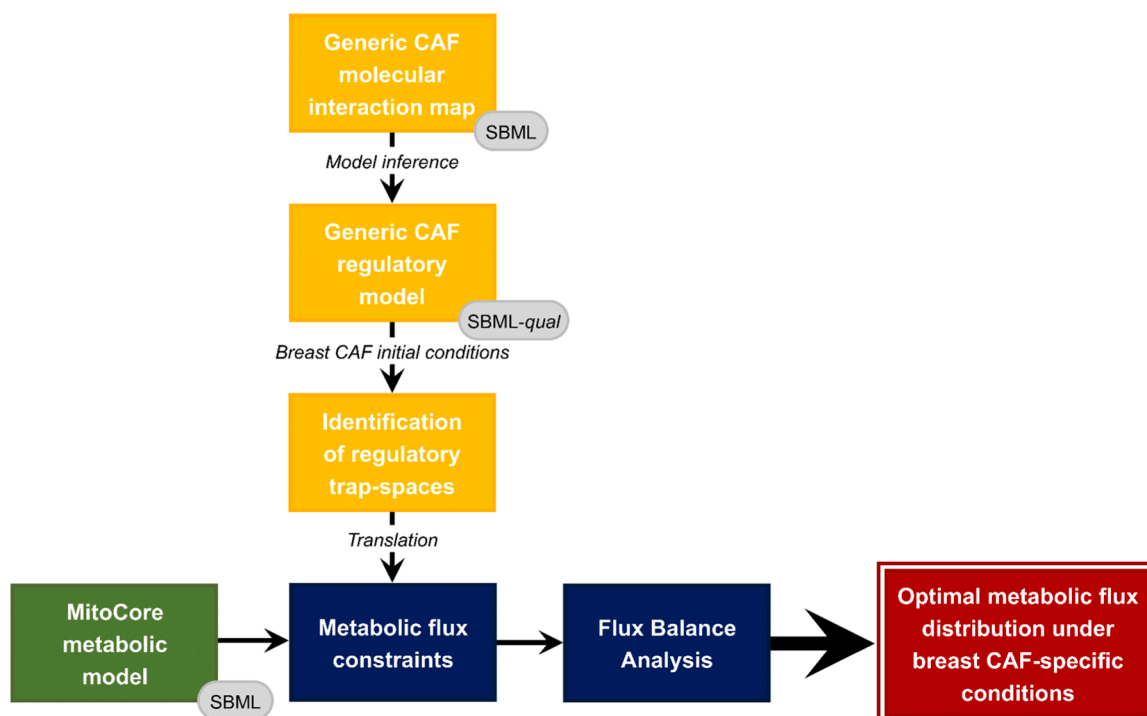 Generic CAF
molecular
interaction map
SBML
Model inference
Generic CAF
regulatory
model
SBML-qual
Breast CAF initial conditions
Identification
of regulatory
trap-spaces
Translation
MitoCore
metabolic
model
SBML
Metabolic flux
constraints
Flux Balance
Analysis
Optimal metabolic flux
distribution under
breast CAF-specific
conditions